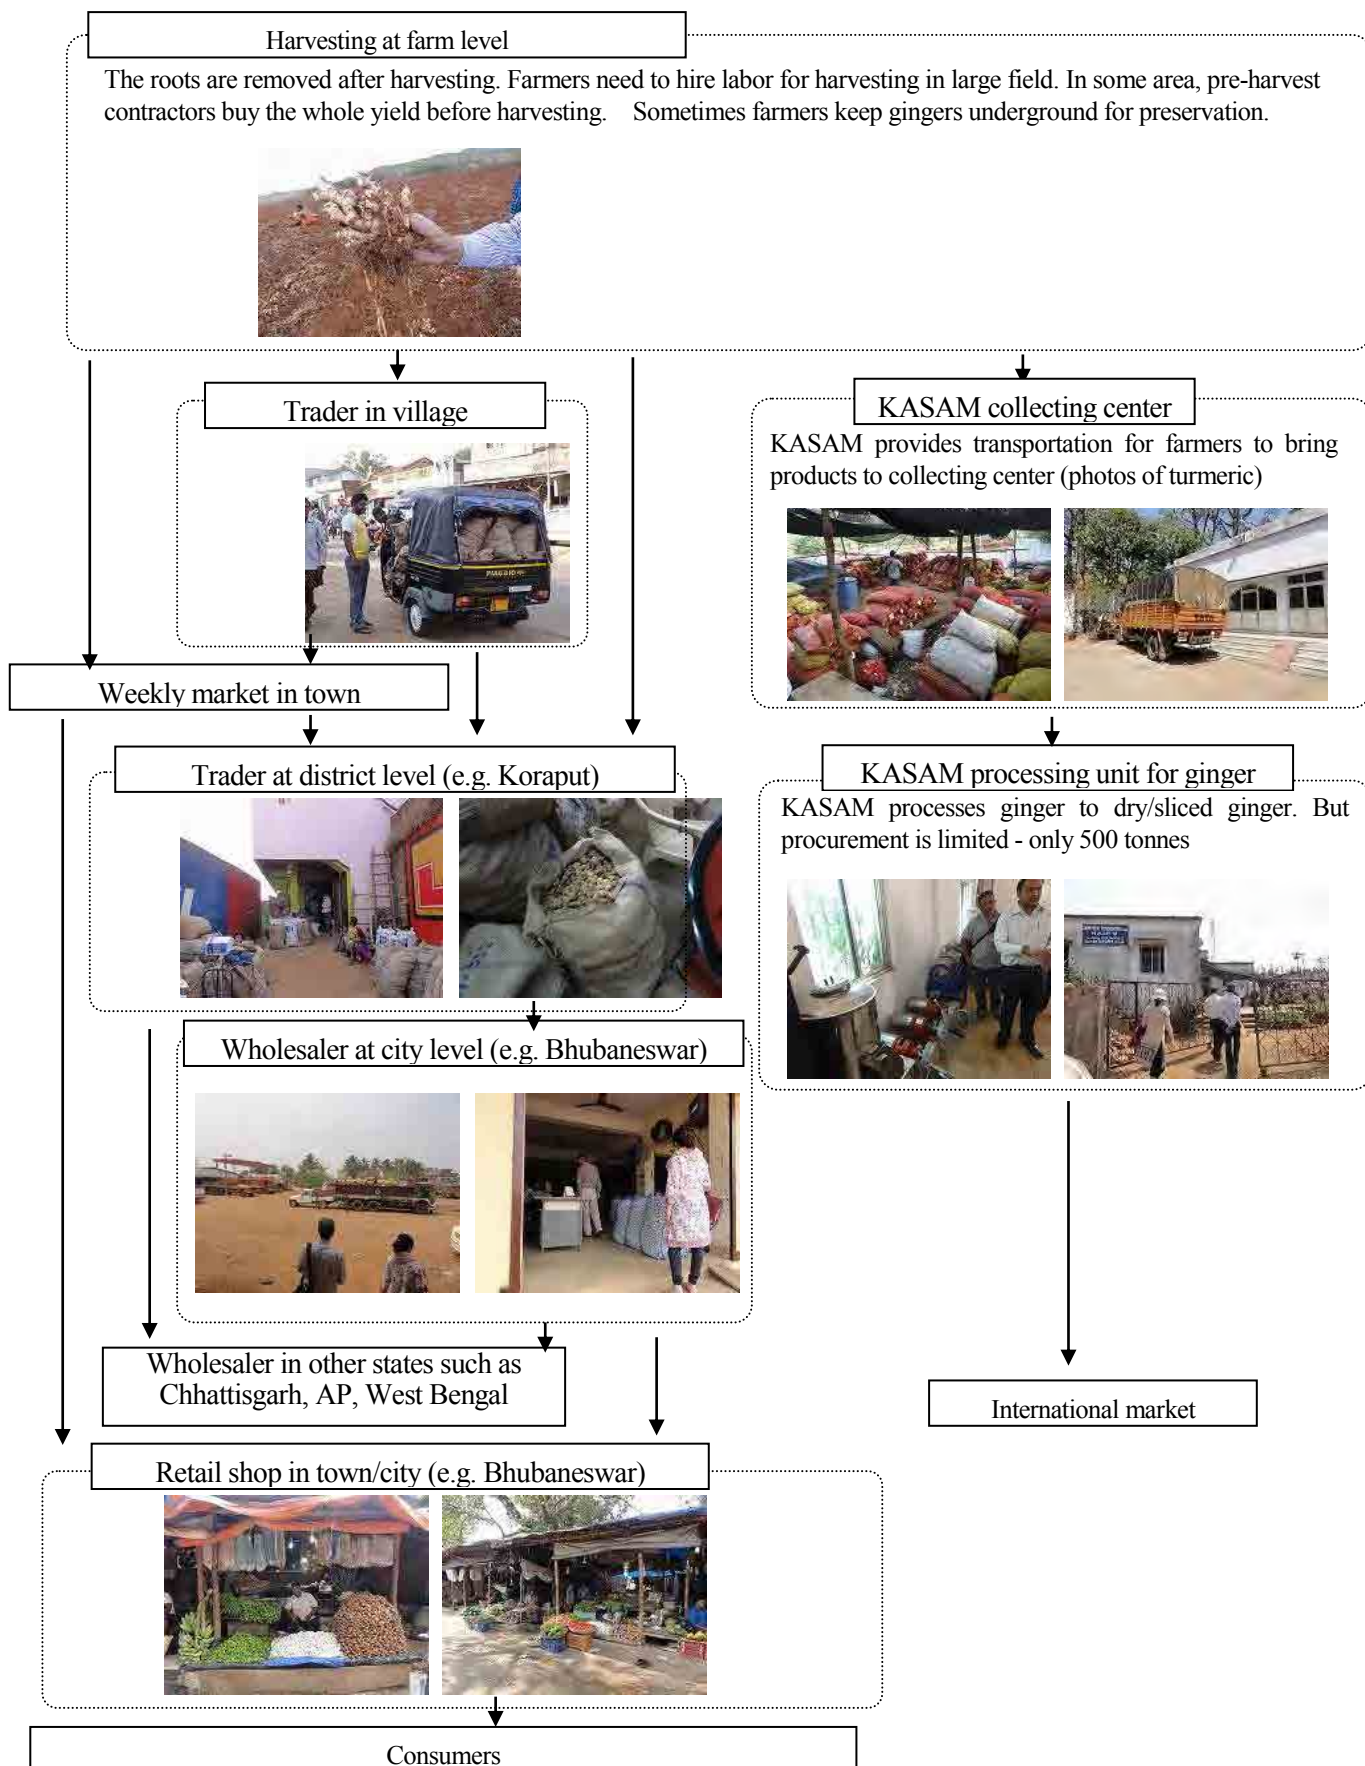 Harvesting at farm level
The roots are removed after harvesting. Farmers need to hire labor for harvesting in large field. In some area, pre-harvest
contractors buy the whole yield before harvesting. Sometimes farmers keep gingers underground for preservation.
Trader in village
KASAM collecting center
KASAM provides transportation for farmers to bring
products to collecting center (photos of turmeric)
Weekly market in town
Trader at district level (e.g. Koraput)
KASAM processing unit for ginger
KASAM processes ginger to dry/sliced ginger. But
procurement is limited - only 500 tonnes
Wholesaler at city level (e.g. Bhubaneswar)
Wholesaler in other states such as
Chhattisgarh, AP, West Bengal
International market
Retail shop in town/city (e.g. Bhubaneswar)
Consumers